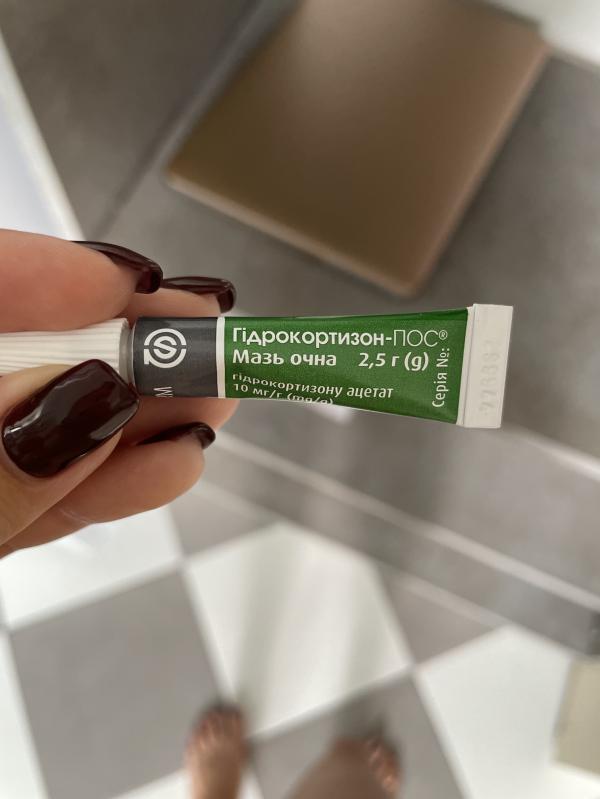 Гідрокортизон-ПОС®
Мазь очна 2,5 г (g)
гідрокортизону ацетат
10 мг/г (mg/g)
Серія №: